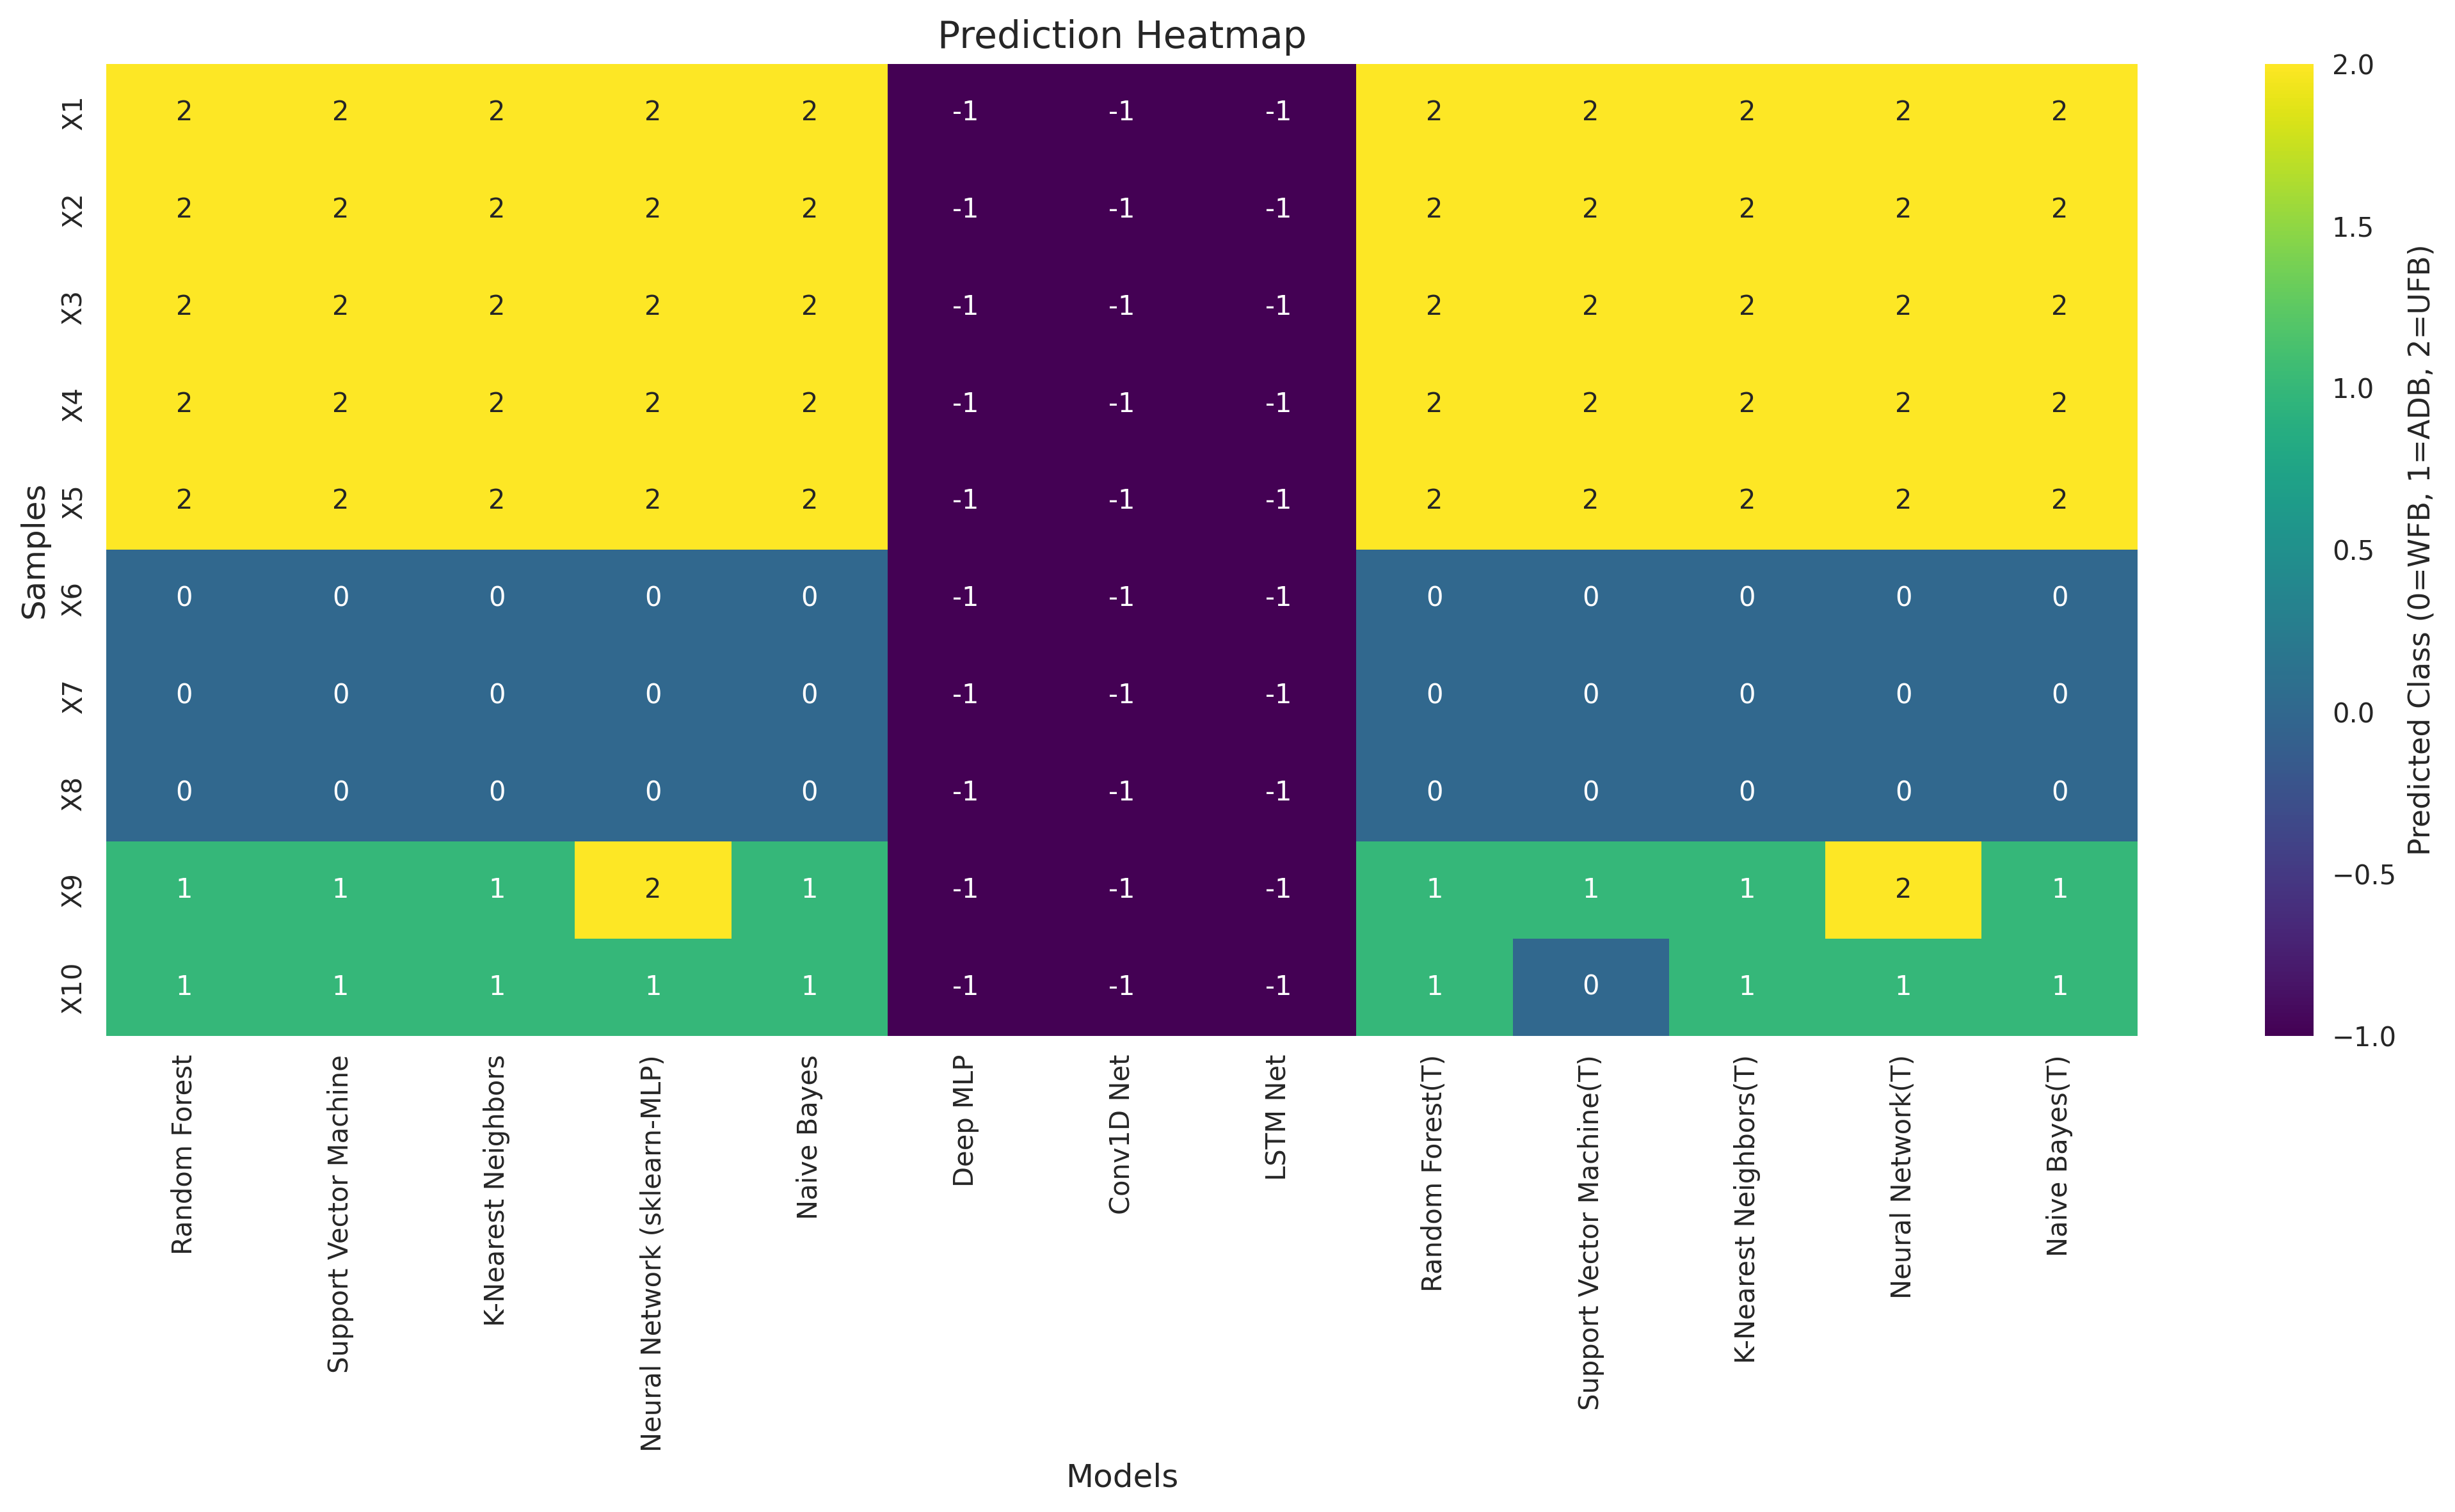 Prediction Heatmap
X1 2 2 2 2 2 -1 -1 -1 2 2 2 2 2
X2 2 2 2 2 2 -1 -1 -1 2 2 2 2 2
X3 2 2 2 2 2 -1 -1 -1 2 2 2 2 2
X4 2 2 2 2 2 -1 -1 -1 2 2 2 2 2
X5 2 2 2 2 2 -1 -1 -1 2 2 2 2 2
X6 0 0 0 0 0 -1 -1 -1 0 0 0 0 0
X7 0 0 0 0 0 -1 -1 -1 0 0 0 0 0
X8 0 0 0 0 0 -1 -1 -1 0 0 0 0 0
X9 1 1 1 2 1 -1 -1 -1 1 1 1 2 1
X10 1 1 1 1 1 -1 -1 -1 1 0 1 1 1
Samples
Random Forest
Support Vector Machine
K-Nearest Neighbors
Neural Network (sklearn-MLP)
Naive Bayes
Deep MLP
Conv1D Net
LSTM Net
Random Forest(T)
Support Vector Machine(T)
K-Nearest Neighbors(T)
Neural Network(T)
Naive Bayes(T)
Models
2.0
1.5
1.0
0.5
0.0
−0.5
−1.0
Predicted Class (0=WFB, 1=ADB, 2=UFB)